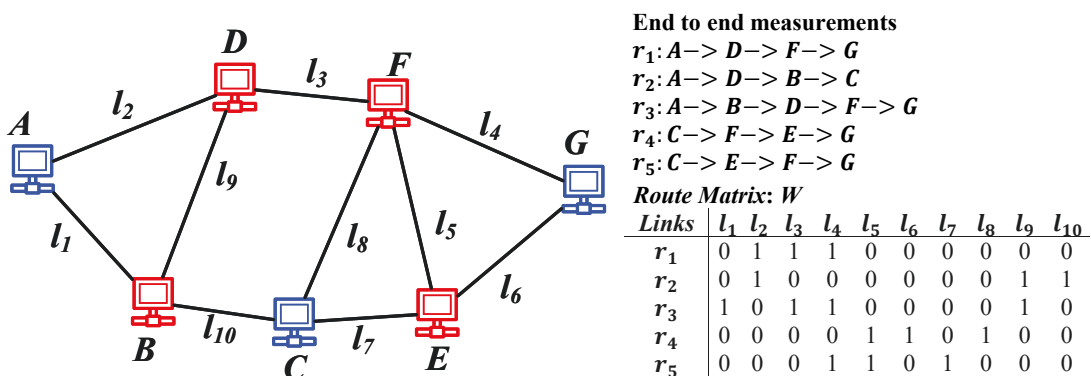 D
F
l3
l2
A
l4
G
l9
l8
l5
l1
l6
l10
l7
B
C
E
End to end measurements
r1: A−> D−> F−> G
r2: A−> D−> B−> C
r3: A−> B−> D−> F−> G
r4: C−> F−> E−> G
r5: C−> E−> F−> G
Route Matrix: W
Links l1 l2 l3 l4 l5 l6 l7 l8 l9 l10
r1 0 1 1 1 0 0 0 0 0 0
r2 0 1 0 0 0 0 0 0 1 1
r3 1 0 1 1 0 0 0 0 1 0
r4 0 0 0 0 1 1 0 1 0 0
r5 0 0 0 1 1 0 1 0 0 0